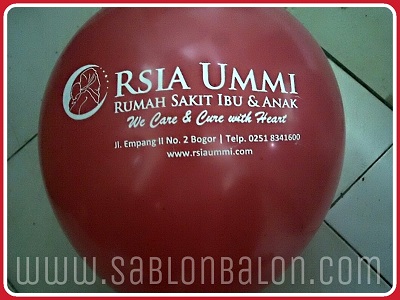 RSIA UMMI
RUMAH SAKIT IBU & ANAK
We Care & Cure with Heart
Jl. Empang II No. 2 Bogor | Telp. 0251 8341600
www.rsiaummi.com
www.SABLONBALON.com